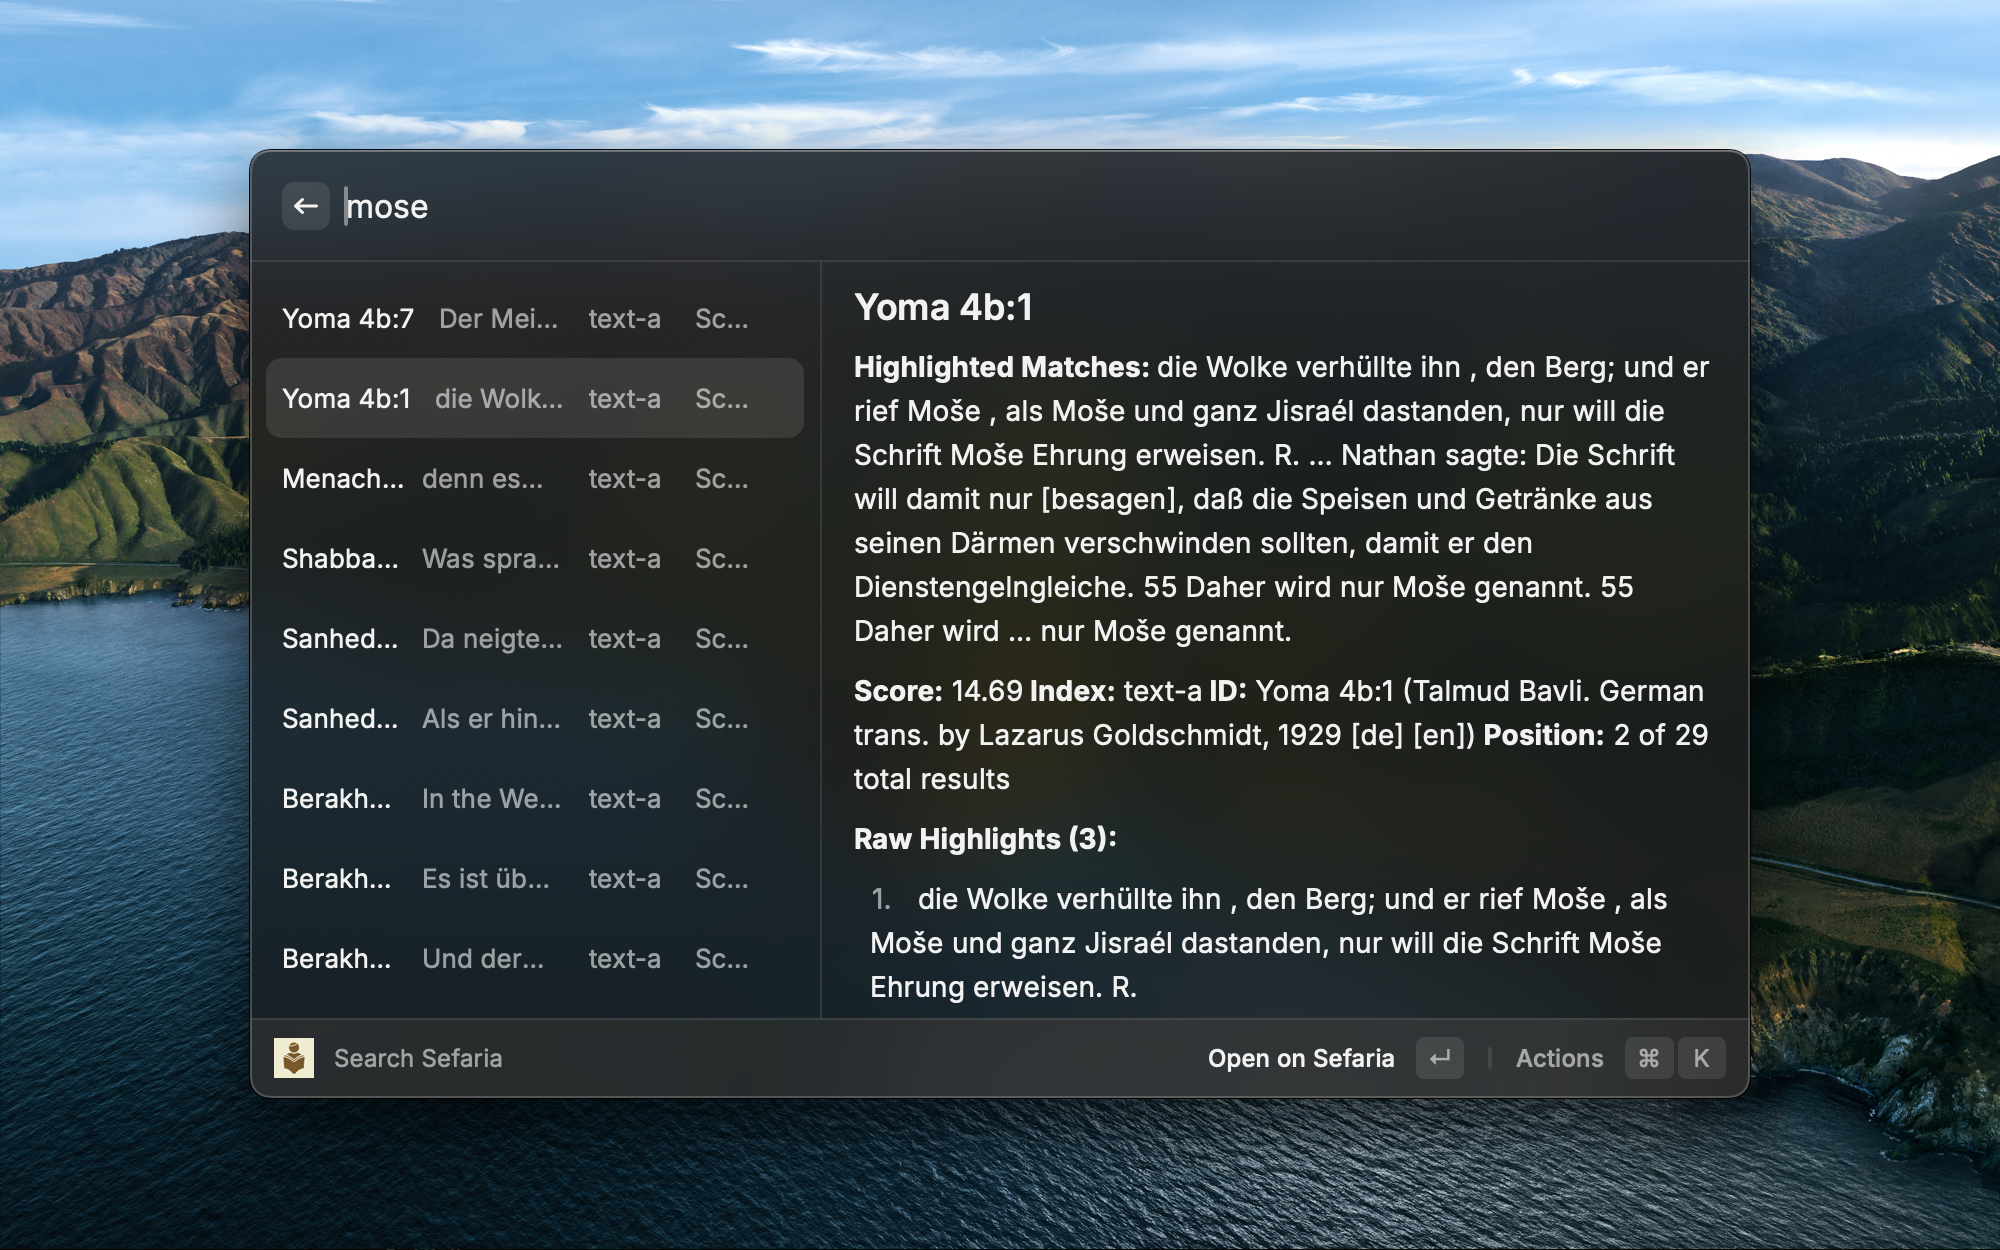 mose
Yoma 4b:7 Der Mei... text-a Sc...
Yoma 4b:1 die Wolk... text-a Sc...
Menach... denn es... text-a Sc...
Shabba... Was spra... text-a Sc...
Sanhed... Da neigte... text-a Sc...
Sanhed... Als er hin... text-a Sc...
Berakh... In the We... text-a Sc...
Berakh... Es ist üb... text-a Sc...
Berakh... Und der... text-a Sc...
Yoma 4b:1
Highlighted Matches: die Wolke verhüllte ihn , den Berg; und er
rief Moše , als Moše und ganz Jisraél dastanden, nur will die
Schrift Moše Ehrung erweisen. R. ... Nathan sagte: Die Schrift
will damit nur [besagen], daß die Speisen und Getränke aus
seinen Därmen verschwinden sollten, damit er den
Dienstengelngleiche. 55 Daher wird nur Moše genannt. 55
Daher wird ... nur Moše genannt.
Score: 14.69 Index: text-a ID: Yoma 4b:1 (Talmud Bavli. German
trans. by Lazarus Goldschmidt, 1929 [de] [en]) Position: 2 of 29
total results
Raw Highlights (3):
1. die Wolke verhüllte ihn , den Berg; und er rief Moše , als
Moše und ganz Jisraél dastanden, nur will die Schrift Moše
Ehrung erweisen. R.
Search Sefaria
Open on Sefaria ↵ | Actions ⌘ K